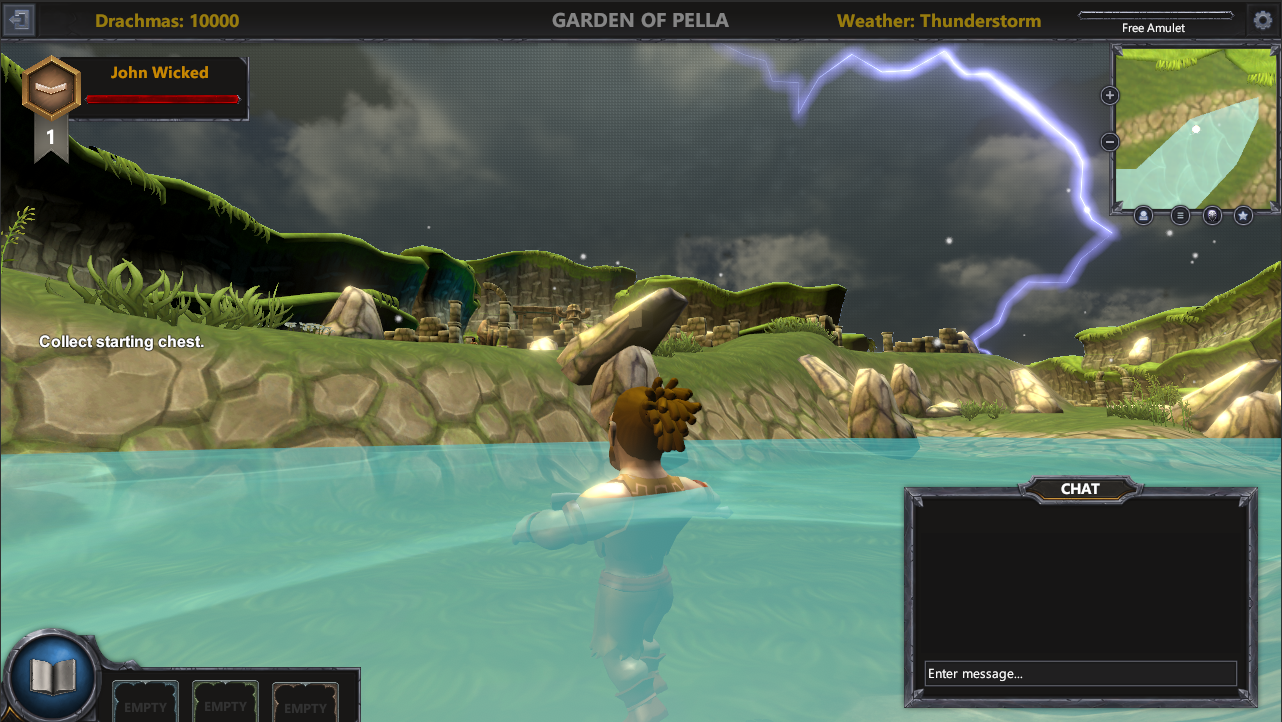 Drachmas: 10000
GARDEN OF PELLA
Weather: Thunderstorm
Free Amulet
John Wicked
1
Collect starting chest.
CHAT
Enter message...
EMPTY
EMPTY
EMPTY